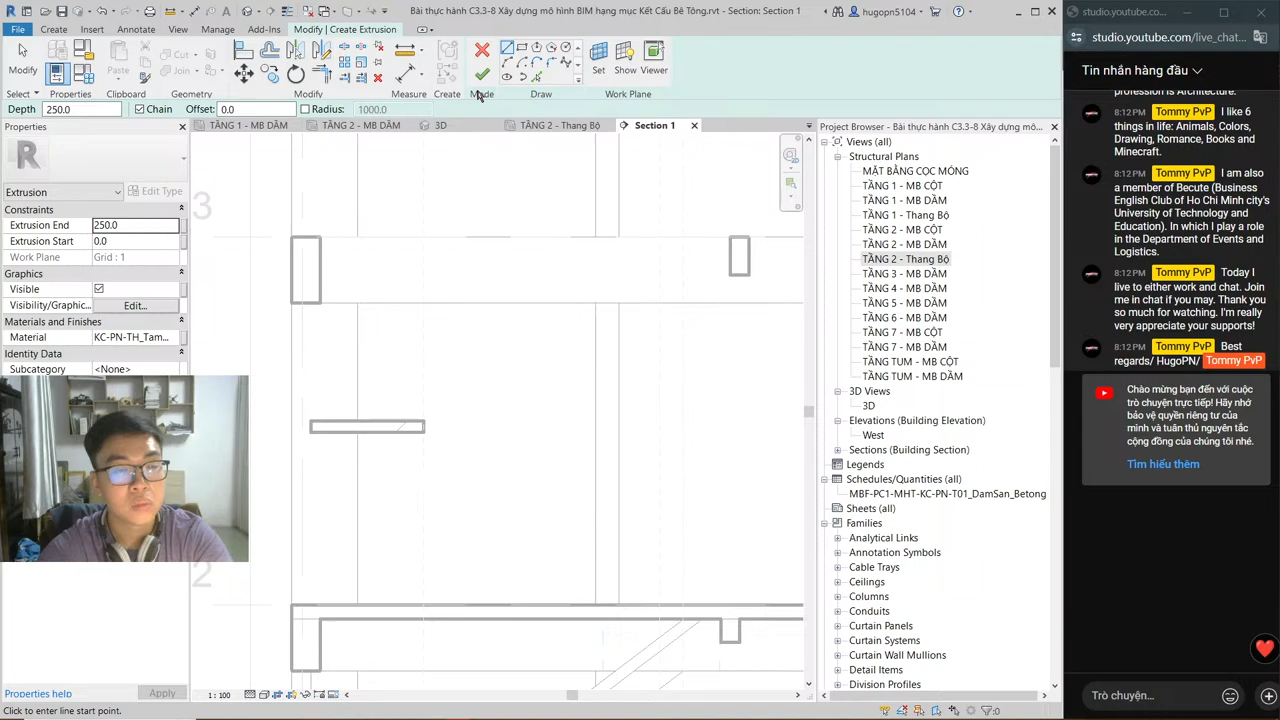 Bài thực hành C3.3-8 Xây dựng mô hình BIM hạng mục Kết Cấu Bê Tông.rvt - Section: Section 1
hugopn5104
File Create Annotate View Manage Add-Ins Modify | Create Extrusion
Modify
Paste
Cut
Join
Set Show Viewer
Select Properties Clipboard Geometry Modify Measure Create Mode Draw Work Plane
Depth 250.0 Chain Offset: 0.0 Radius: 1000.0
Properties
TẦNG 1 - MB DẦM
TẦNG 2 - MB DẦM
3D
TẦNG 2 - Thang Bộ
Section 1
Extrusion
Edit Type
Constraints
Extrusion End 250.0
Extrusion Start 0.0
Work Plane Grid : 1
Graphics
Visible
Visibility/Graphic... Edit...
Materials and Finishes
Material KC-PN-TH_Tam...
Identity Data
Subcategory <None>
Properties help
Apply
3
2
1 : 100
Click to enter line start point.
:0
Project Browser - Bài thực hành C3.3-8 Xây dựng mô...
Views (all)
Structural Plans
MẶT BẰNG CỌC MÓNG
TẦNG 1 - MB CỘT
TẦNG 1 - MB DẦM
TẦNG 1 - Thang Bộ
TẦNG 2 - MB CỘT
TẦNG 2 - MB DẦM
TẦNG 2 - Thang Bộ
TẦNG 3 - MB DẦM
TẦNG 4 - MB DẦM
TẦNG 5 - MB DẦM
TẦNG 6 - MB DẦM
TẦNG 7 - MB CỘT
TẦNG 7 - MB DẦM
TẦNG TUM - MB CỘT
TẦNG TUM - MB DẦM
3D Views
3D
Elevations (Building Elevation)
West
Sections (Building Section)
Legends
Schedules/Quantities (all)
MBF-PC1-MHT-KC-PN-T01_DamSan_Betong
Sheets (all)
Families
Analytical Links
Annotation Symbols
Cable Trays
Ceilings
Columns
Conduits
Curtain Panels
Curtain Systems
Curtain Wall Mullions
Detail Items
Division Profiles
studio.youtube.co...
studio.youtube.com/live_chat...
Tin nhắn hàng đầu
profession is Architecture.
8:12 PM Tommy PvP I like 6
things in life: Animals, Colors,
Drawing, Romance, Books and
Minecraft.
8:12 PM Tommy PvP I am also
a member of Becute (Business
English Club of Ho Chi Minh city's
University of Technology and
Education). In which I play a role
in the Department of Events and
Logistics.
8:12 PM Tommy PvP Today I
live to either work and chat. Join
me in chat if you may. Thank you
so much for watching. I'm really
very appreciate your supports!
8:12 PM Tommy PvP Best
regards/ HugoPN/ Tommy PvP
Chào mừng bạn đến với cuộc
trò chuyện trực tiếp! Hãy nhớ
bảo vệ quyền riêng tư của
mình và tuân thủ nguyên tắc
cộng đồng của chúng tôi nhé.
Tìm hiểu thêm
Trò chuyện...